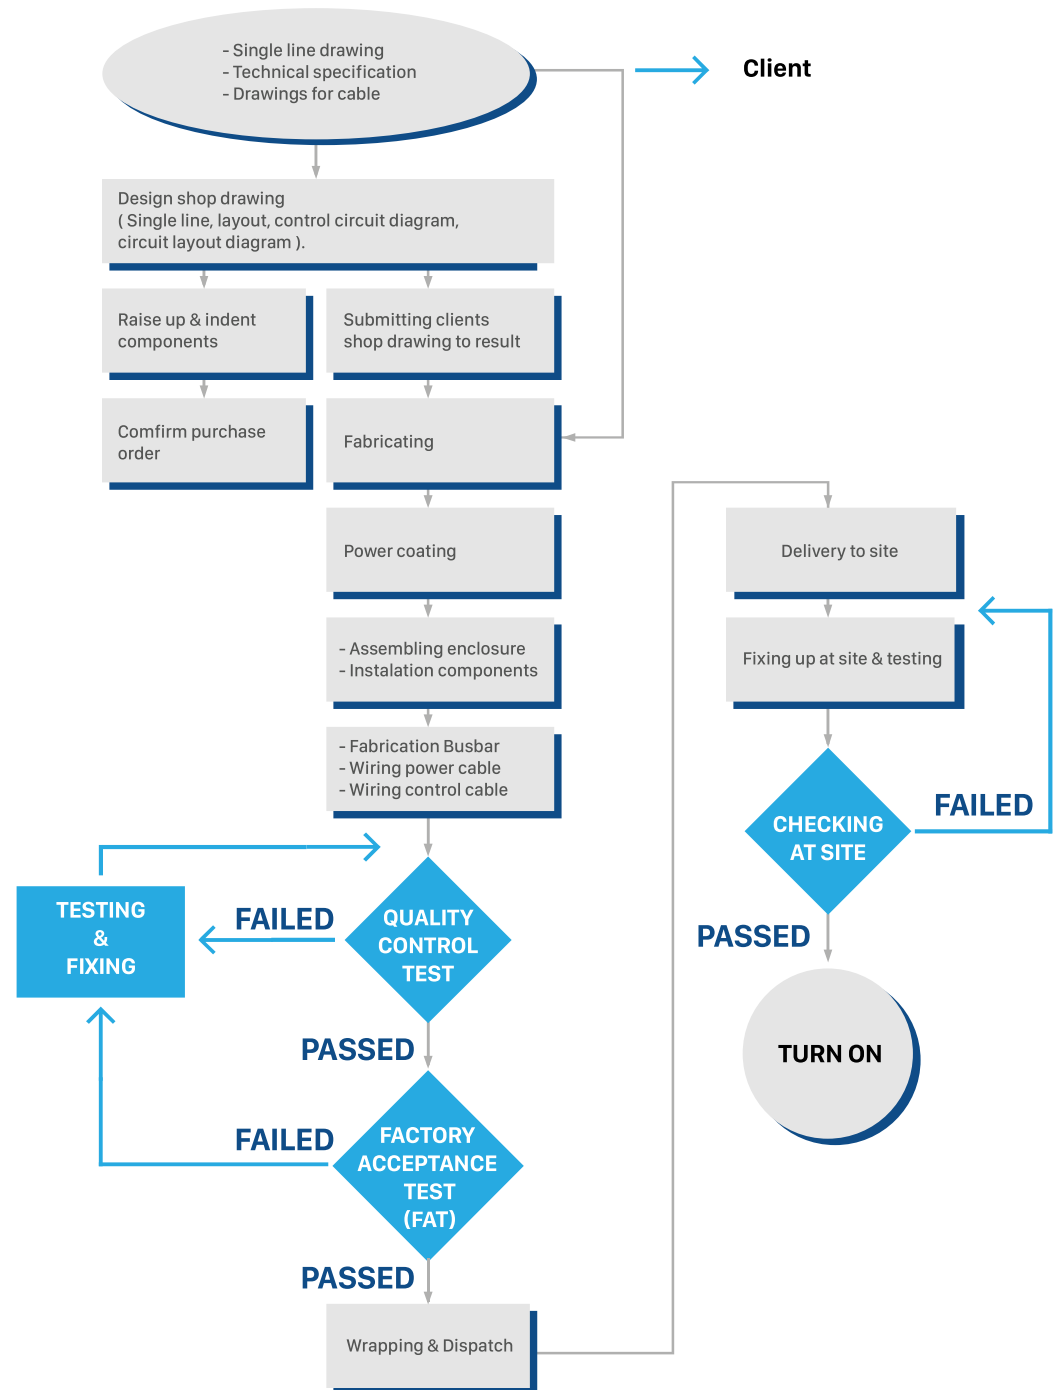 - Single line drawing
- Technical specification
- Drawings for cable
Client
Design shop drawing
( Single line, layout, control circuit diagram,
circuit layout diagram ).
Raise up & indent
components
Submitting clients
shop drawing to result
Comfirm purchase
order
Fabricating
Power coating
- Assembling enclosure
- Instalation components
- Fabrication Busbar
- Wiring power cable
- Wiring control cable
QUALITY
CONTROL
TEST
FAILED
TESTING
&
FIXING
PASSED
FACTORY
ACCEPTANCE
TEST
(FAT)
FAILED
PASSED
Wrapping & Dispatch
Delivery to site
Fixing up at site & testing
CHECKING
AT SITE
FAILED
PASSED
TURN ON